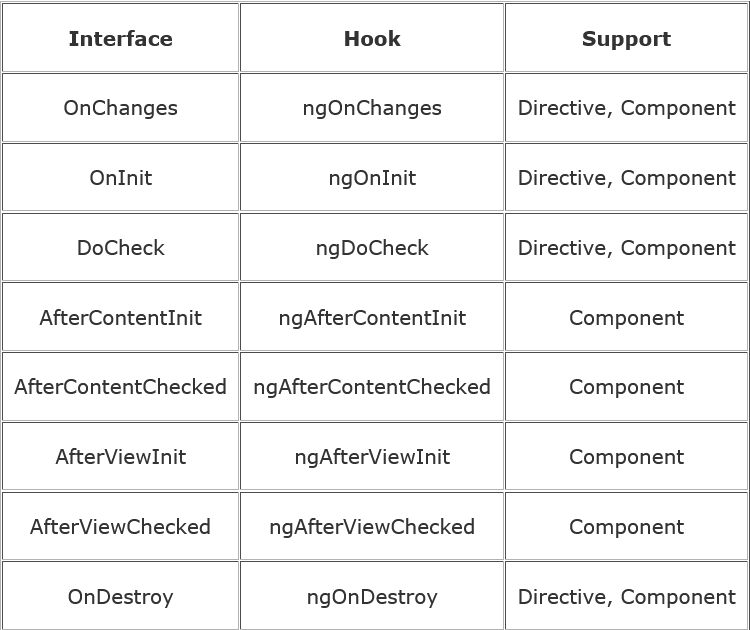 Interface Hook Support
OnChanges ngOnChanges Directive, Component
OnInit ngOnInit Directive, Component
DoCheck ngDoCheck Directive, Component
AfterContentInit ngAfterContentInit Component
AfterContentChecked ngAfterContentChecked Component
AfterViewInit ngAfterViewInit Component
AfterViewChecked ngAfterViewChecked Component
OnDestroy ngOnDestroy Directive, Component